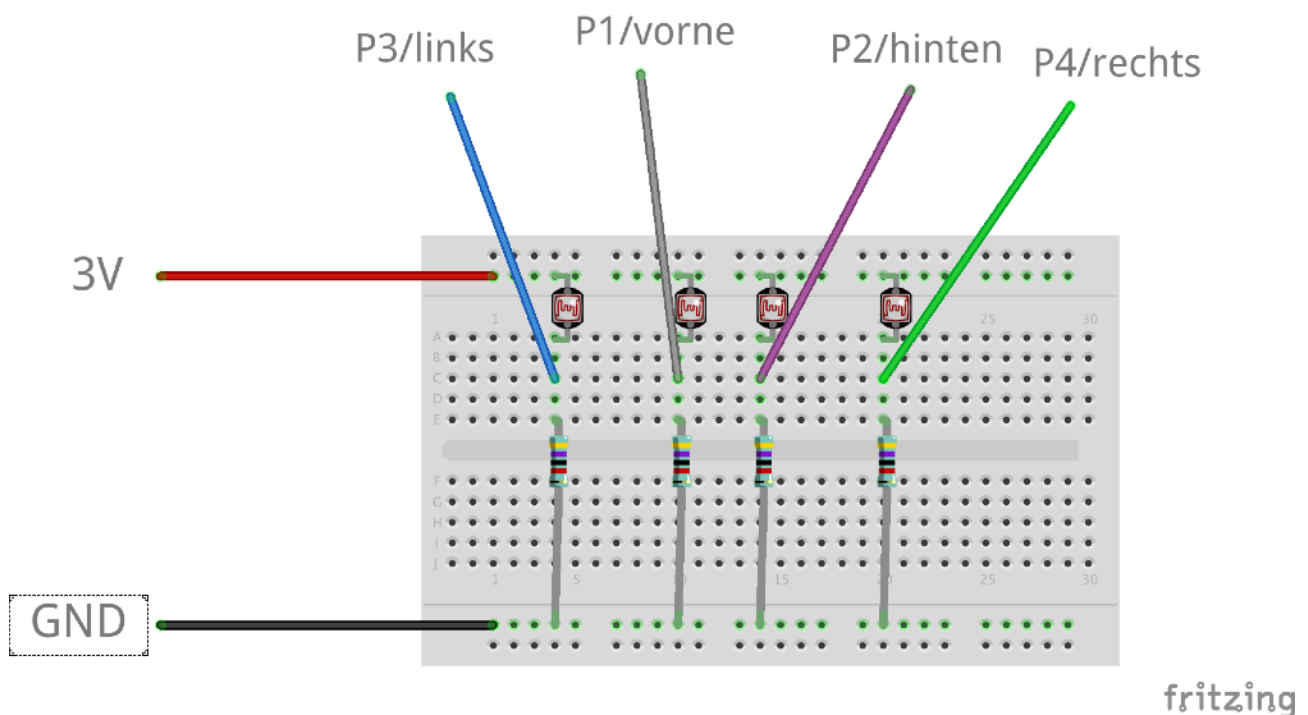 P3/links
P1/vorne
P2/hinten
P4/rechts
3V
1
25
30
A
B
C
D
E
F
G
H
I
J
1
5
10
15
20
25
30
GND
fritzing